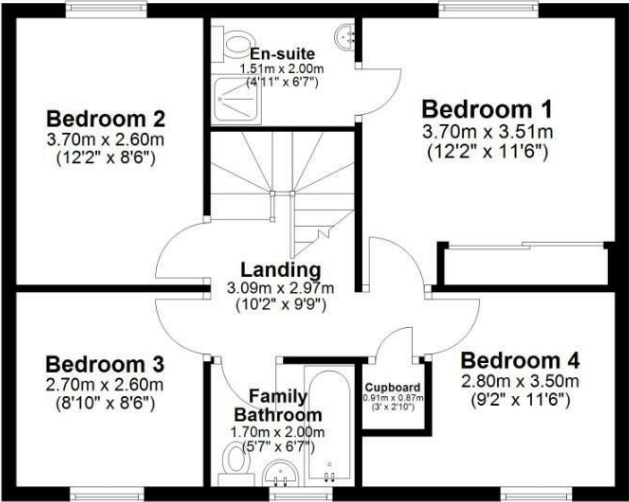 En-suite
1.51m x 2.00m
(4'11" x 6'7")
Bedroom 2
3.70m x 2.60m
(12'2" x 8'6")
Bedroom 1
3.70m x 3.51m
(12'2" x 11'6")
Landing
3.09m x 2.97m
(10'2" x 9'9")
Bedroom 3
2.70m x 2.60m
(8'10" x 8'6")
Family
Bathroom
1.70m x 2.00m
(5'7" x 6'7")
Cupboard
0.91m x 0.87m
(3' x 2'10")
Bedroom 4
2.80m x 3.50m
(9'2" x 11'6")